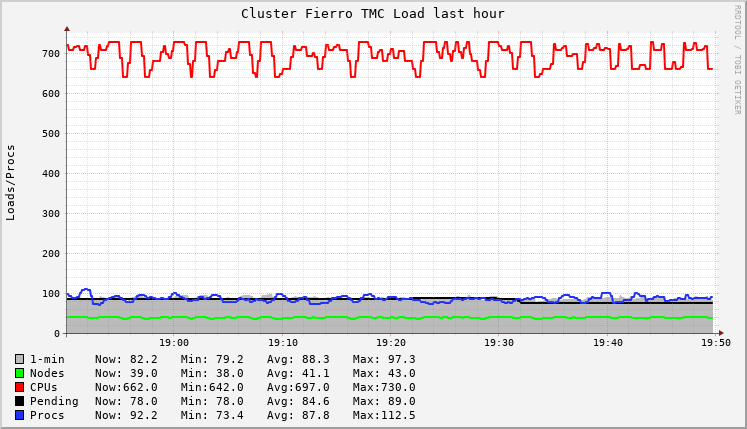 Cluster Fierro TMC Load last hour
RRDTOOL / TOBI OETIKER
Loads/Procs
700
600
500
400
300
200
100
0
19:00 19:10 19:20 19:30 19:40 19:50
1-min Now: 82.2 Min: 79.2 Avg: 88.3 Max: 97.3
Nodes Now: 39.0 Min: 38.0 Avg: 41.1 Max: 43.0
CPUs Now:662.0 Min:642.0 Avg:697.0 Max:730.0
Pending Now: 78.0 Min: 78.0 Avg: 84.6 Max: 89.0
Procs Now: 92.2 Min: 73.4 Avg: 87.8 Max:112.5